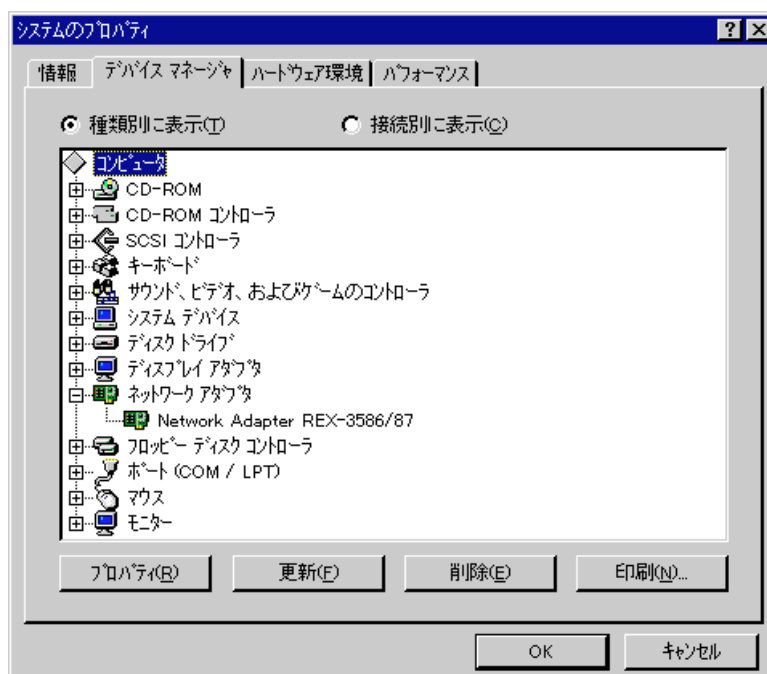 システムのプロパティ
情報 デバイス マネージャ ハードウェア環境 パフォーマンス
種類別に表示(T) 接続別に表示(C)
コンピュータ
CD-ROM
CD-ROM コントローラ
SCSI コントローラ
キーボード
サウンド、ビデオ、およびゲームのコントローラ
システム デバイス
ディスク ドライブ
ディスプレイ アダプタ
ネットワーク アダプタ
Network Adapter REX-3586/87
フロッピー ディスク コントローラ
ポート (COM / LPT)
マウス
モニター
プロパティ(R) 更新(F) 削除(E) 印刷(N)...
OK キャンセル